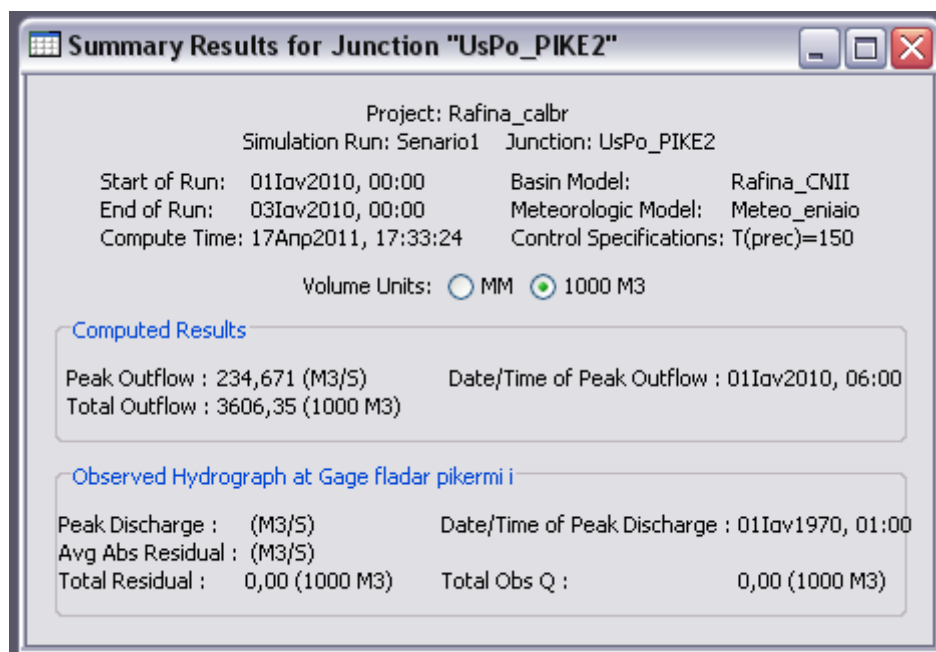 Summary Results for Junction "UsPo_PIKE2"
Project: Rafina_calbr
Simulation Run: Senario1 Junction: UsPo_PIKE2
Start of Run: 01Ιαν2010, 00:00 Basin Model: Rafina_CNII
End of Run: 03Ιαν2010, 00:00 Meteorologic Model: Meteo_eniaio
Compute Time: 17Απρ2011, 17:33:24 Control Specifications: T(prec)=150
Volume Units: MM 1000 M3
Computed Results
Peak Outflow : 234,671 (M3/S) Date/Time of Peak Outflow : 01Ιαν2010, 06:00
Total Outflow : 3606,35 (1000 M3)
Observed Hydrograph at Gage fladar pikermi i
Peak Discharge : (M3/S) Date/Time of Peak Discharge : 01Ιαν1970, 01:00
Avg Abs Residual : (M3/S)
Total Residual : 0,00 (1000 M3) Total Obs Q : 0,00 (1000 M3)